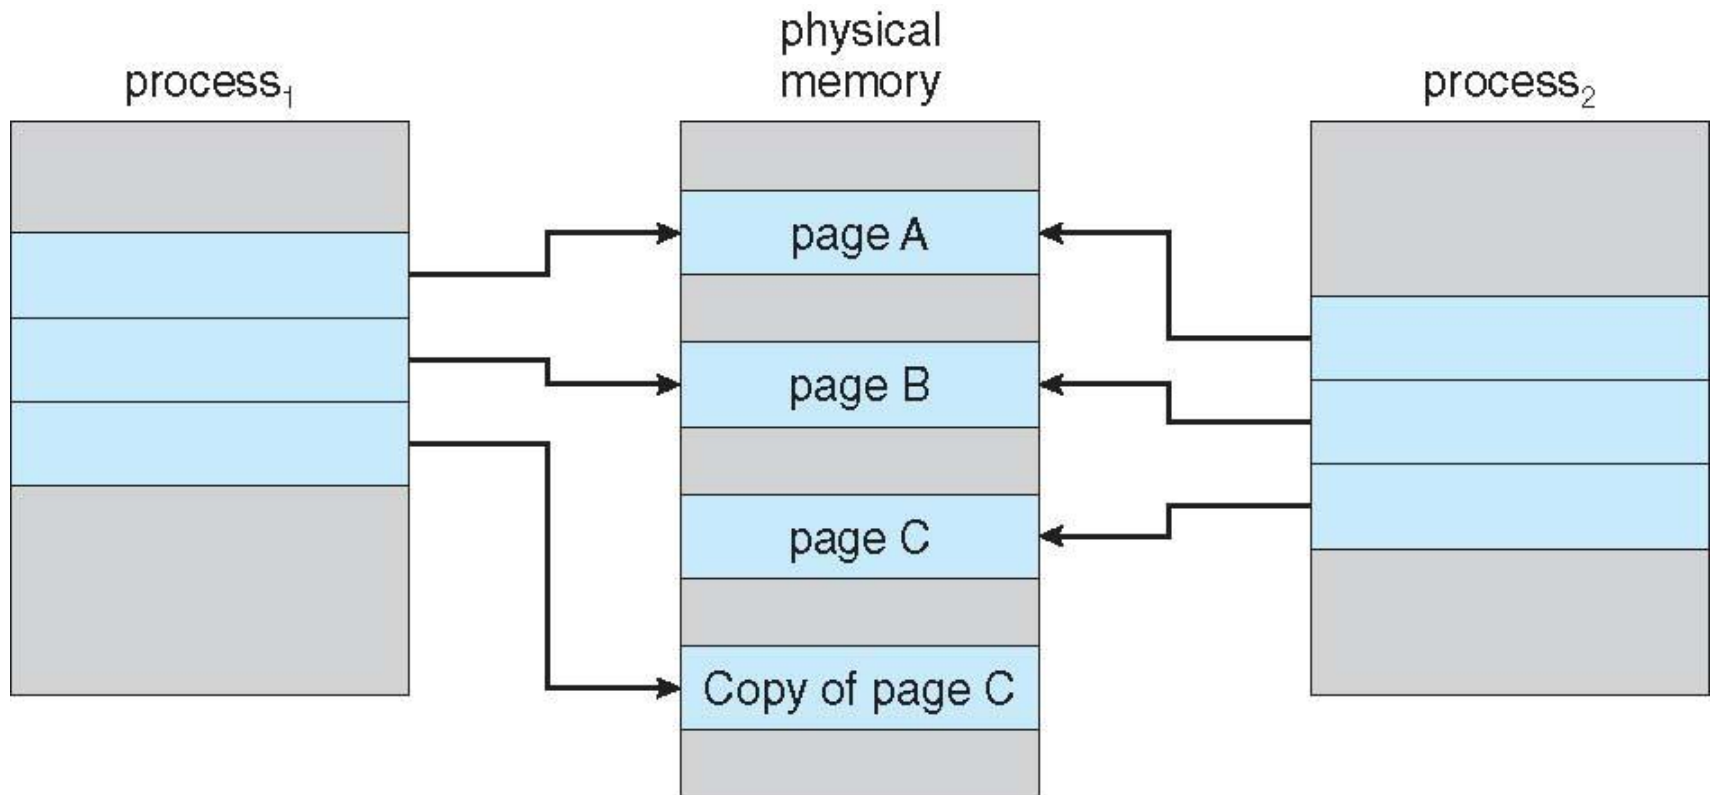 process₁
physical
memory
process₂
page A
page B
page C
Copy of page C